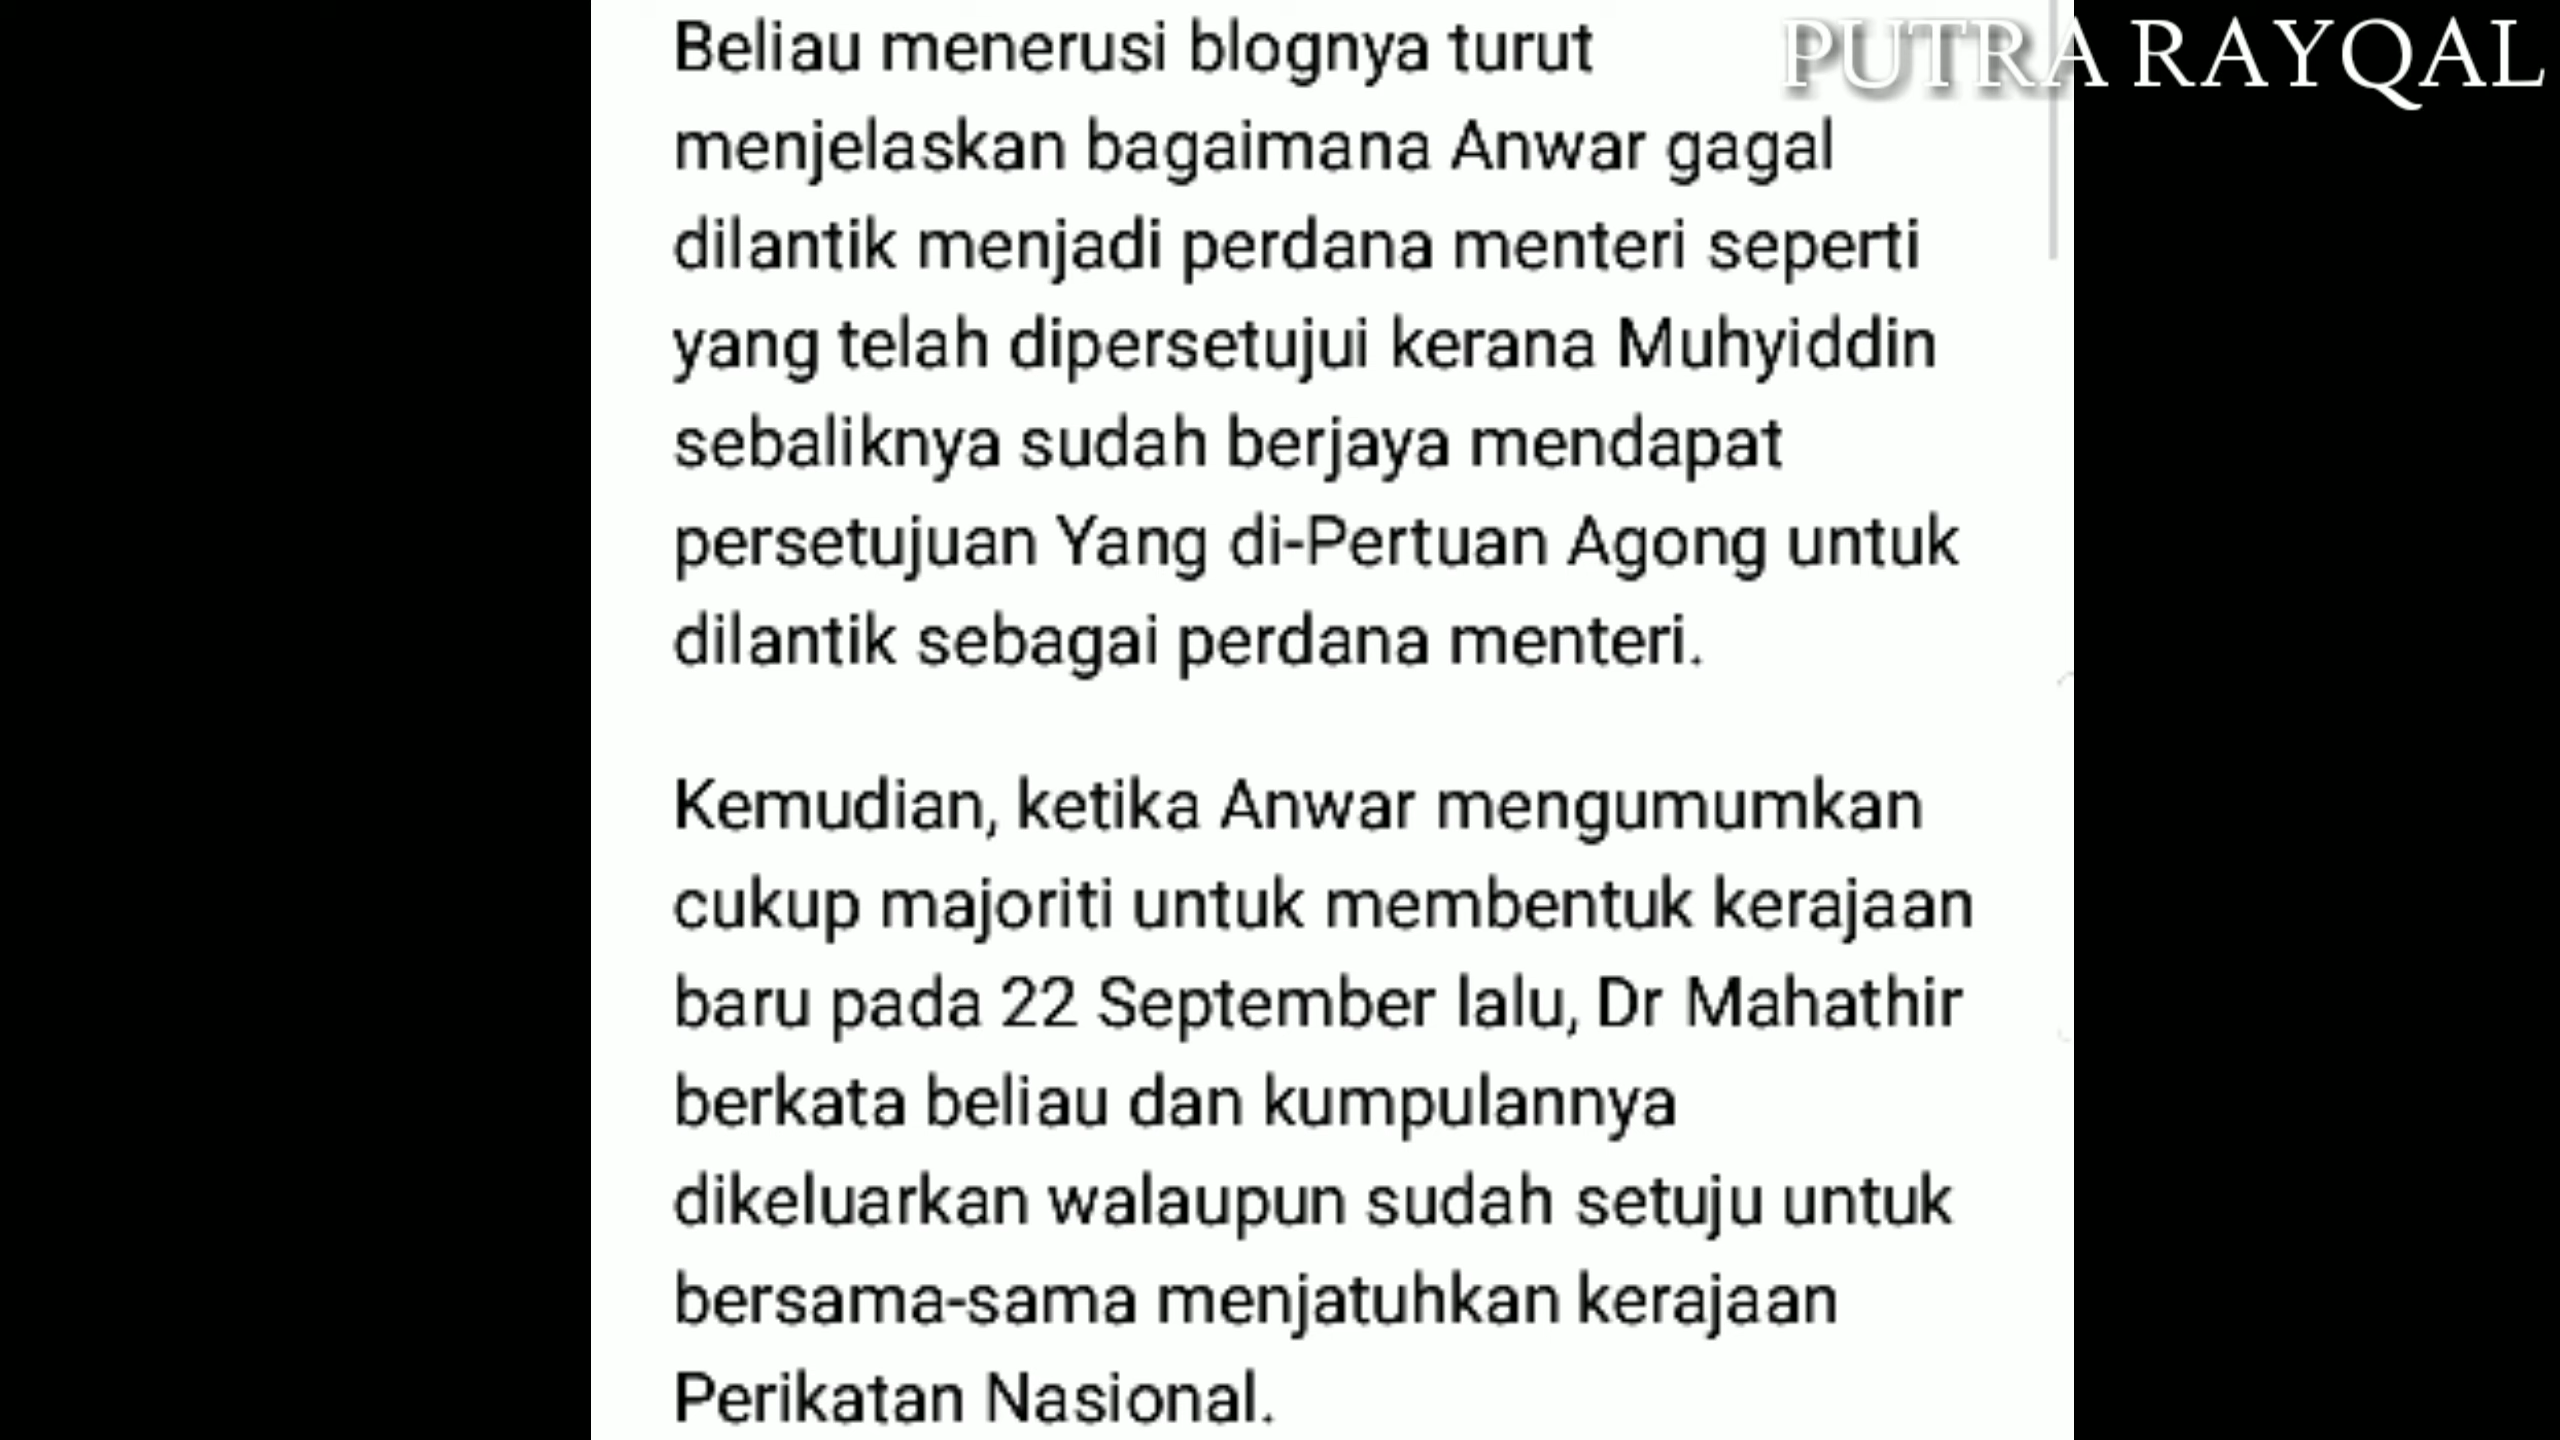 PUTRA RAYQAL
Beliau menerusi blognya turut
menjelaskan bagaimana Anwar gagal
dilantik menjadi perdana menteri seperti
yang telah dipersetujui kerana Muhyiddin
sebaliknya sudah berjaya mendapat
persetujuan Yang di-Pertuan Agong untuk
dilantik sebagai perdana menteri.
Kemudian, ketika Anwar mengumumkan
cukup majoriti untuk membentuk kerajaan
baru pada 22 September lalu, Dr Mahathir
berkata beliau dan kumpulannya
dikeluarkan walaupun sudah setuju untuk
bersama-sama menjatuhkan kerajaan
Perikatan Nasional.